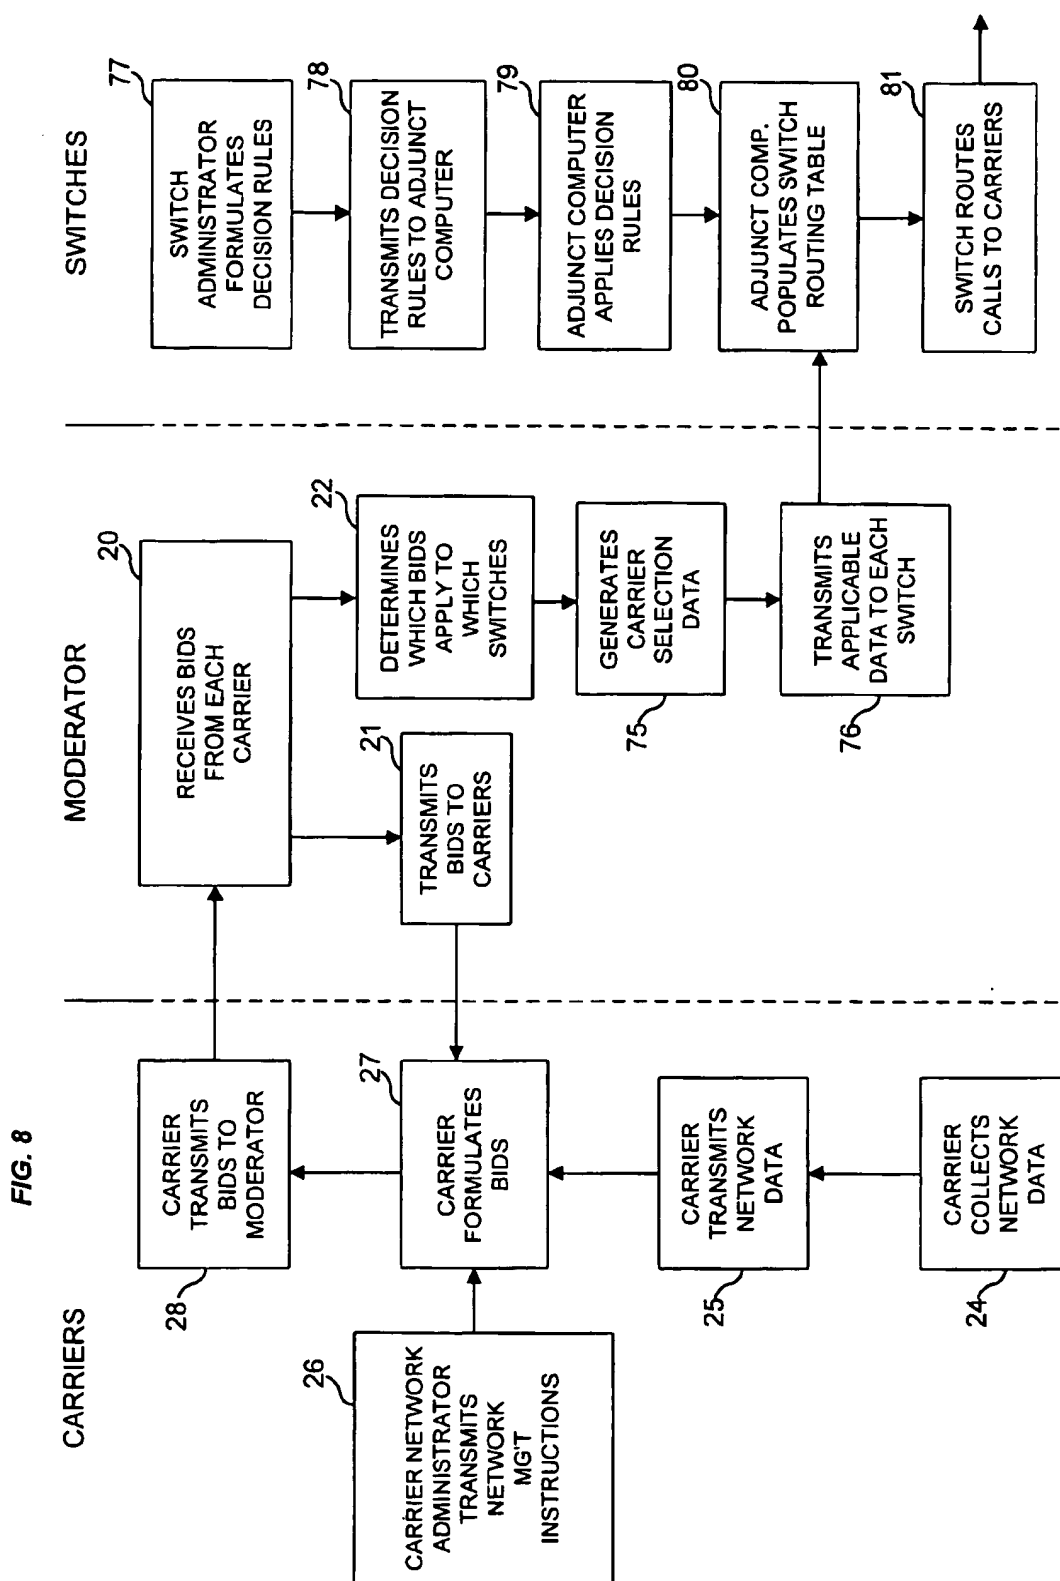 FIG. 8
CARRIERS
MODERATOR
SWITCHES
28
CARRIER
TRANSMITS
BIDS TO
MODERATOR
26
CARRIER NETWORK
ADMINISTRATOR
TRANSMITS
NETWORK
MG'T
INSTRUCTIONS
27
CARRIER
FORMULATES
BIDS
25
CARRIER
TRANSMITS
NETWORK
DATA
24
CARRIER
COLLECTS
NETWORK
DATA
20
RECEIVES BIDS
FROM EACH
CARRIER
21
TRANSMITS
BIDS TO
CARRIERS
22
DETERMINES
WHICH BIDS
APPLY TO
WHICH
SWITCHES
75
GENERATES
CARRIER
SELECTION
DATA
76
TRANSMITS
APPLICABLE
DATA TO EACH
SWITCH
77
SWITCH
ADMINISTRATOR
FORMULATES
DECISION RULES
78
TRANSMITS DECISION
RULES TO ADJUNCT
COMPUTER
79
ADJUNCT COMPUTER
APPLIES DECISION
RULES
80
ADJUNCT COMP.
POPULATES SWITCH
ROUTING TABLE
81
SWITCH ROUTES
CALLS TO CARRIERS